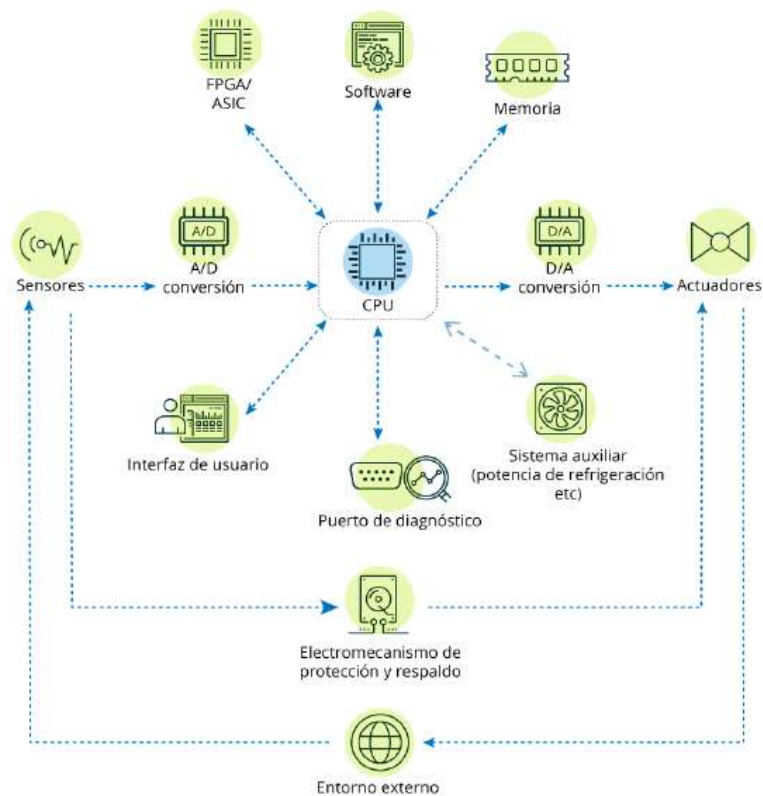 FPGA/
ASIC
Software
Memoria
A/D
D/A
Sensores
A/D
conversión
CPU
D/A
conversión
Actuadores
Interfaz de usuario
Puerto de diagnóstico
Sistema auxiliar
(potencia de refrigeración
etc)
Electromecanismo de
protección y respaldo
Entorno externo